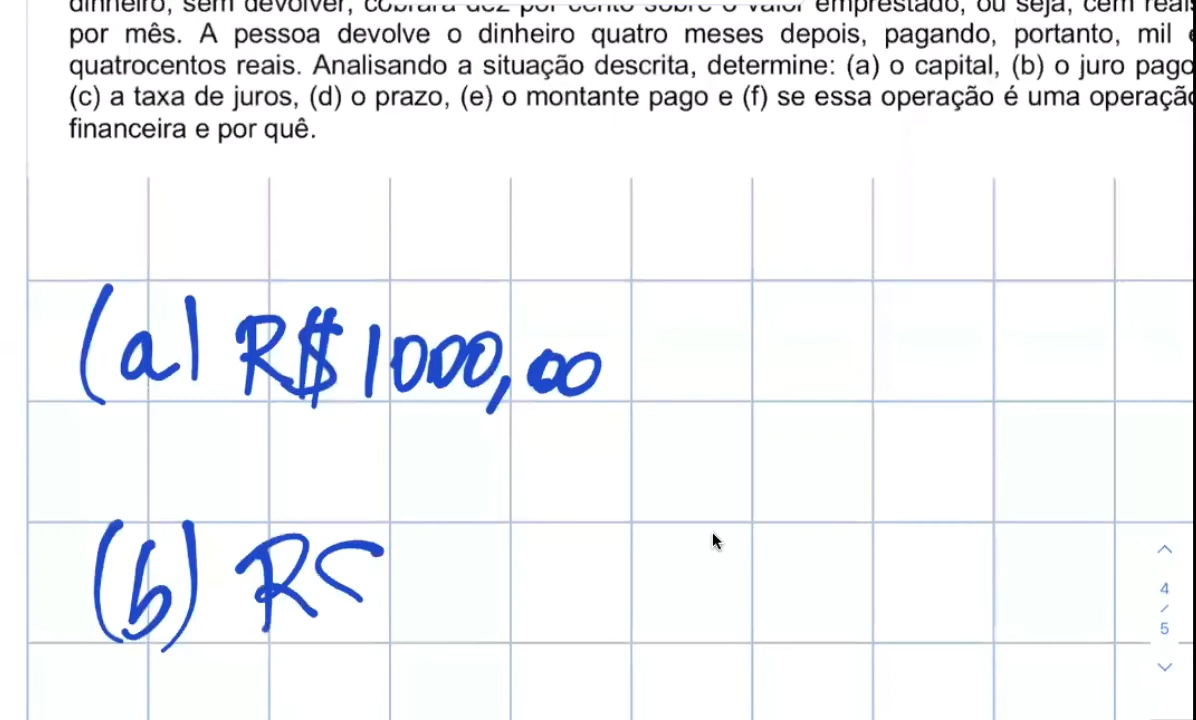 dinheiro, sem devolver, cobrará dez por cento sobre o valor emprestado, ou seja, cem reais
por mês. A pessoa devolve o dinheiro quatro meses depois, pagando, portanto, mil e
quatrocentos reais. Analisando a situação descrita, determine: (a) o capital, (b) o juro pago
(c) a taxa de juros, (d) o prazo, (e) o montante pago e (f) se essa operação é uma operação
financeira e por quê.
(a) R$ 1000,00
(b) R
4
/
5